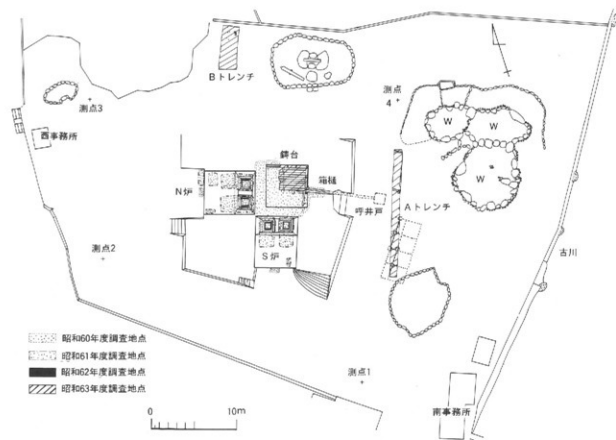 Bトレンチ
測点3
測点4
西事務所
W
W
W
鋳台
箱樋
N炉
呼井戸
Aトレンチ
S炉
測点2
古川
昭和60年度調査地点
昭和61年度調査地点
昭和62年度調査地点
昭和63年度調査地点
測点1
南事務所
0 10m